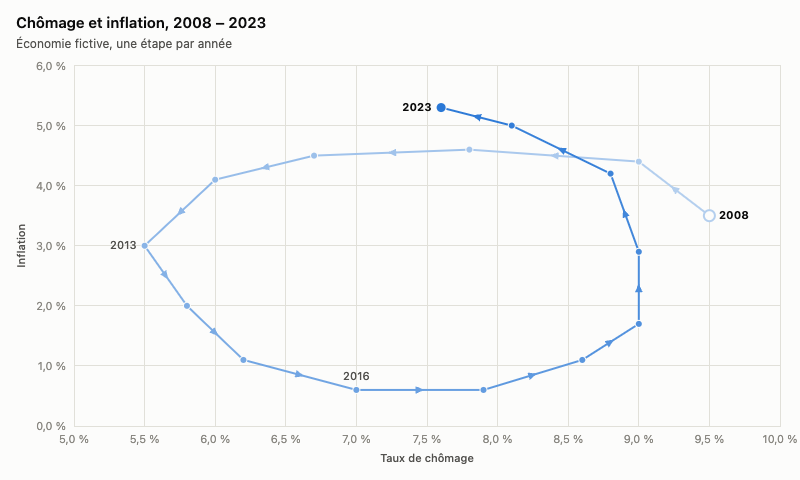 Chômage et inflation, 2008 – 2023
Économie fictive, une étape par année
6,0 %
5,0 %
4,0 %
3,0 %
2,0 %
1,0 %
0,0 %
Inflation
2023
2008
2013
2016
5,0 % 5,5 % 6,0 % 6,5 % 7,0 % 7,5 % 8,0 % 8,5 % 9,0 % 9,5 % 10,0 %
Taux de chômage